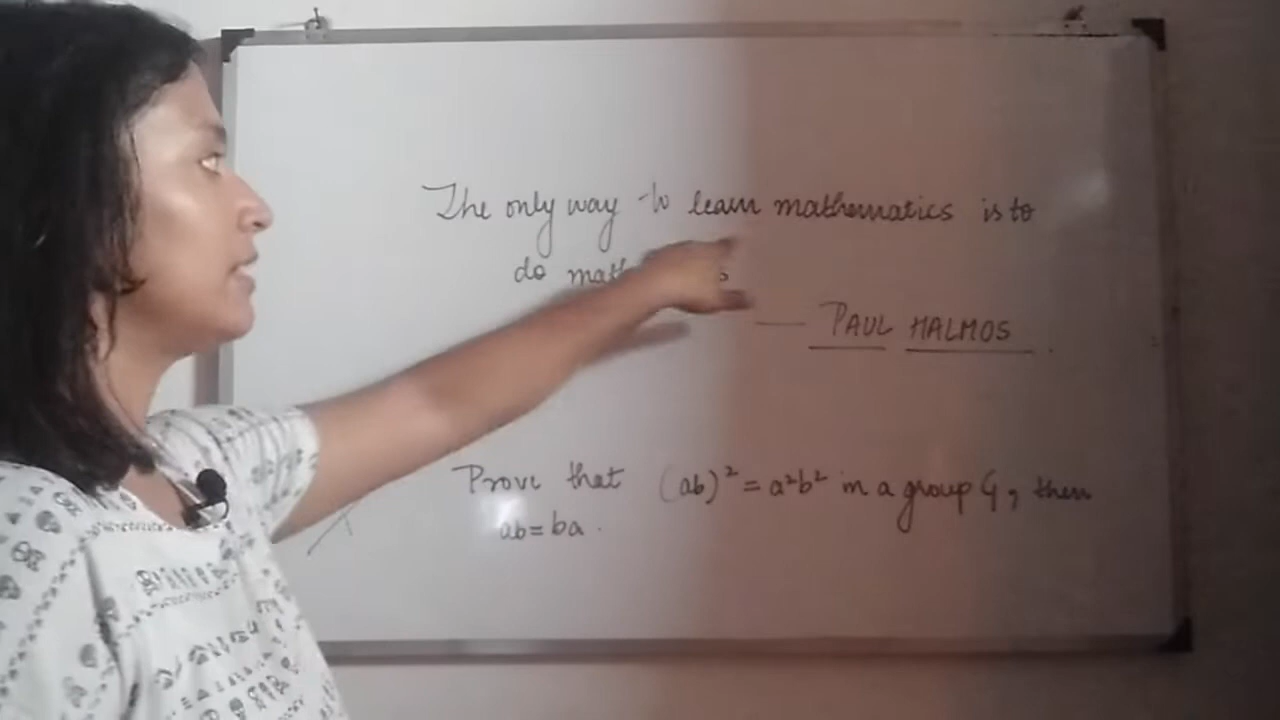 The only way to learn mathematics is to
do
— PAUL HALMOS.
Prove that (ab)² = a²b² in a group G, then
ab = ba.